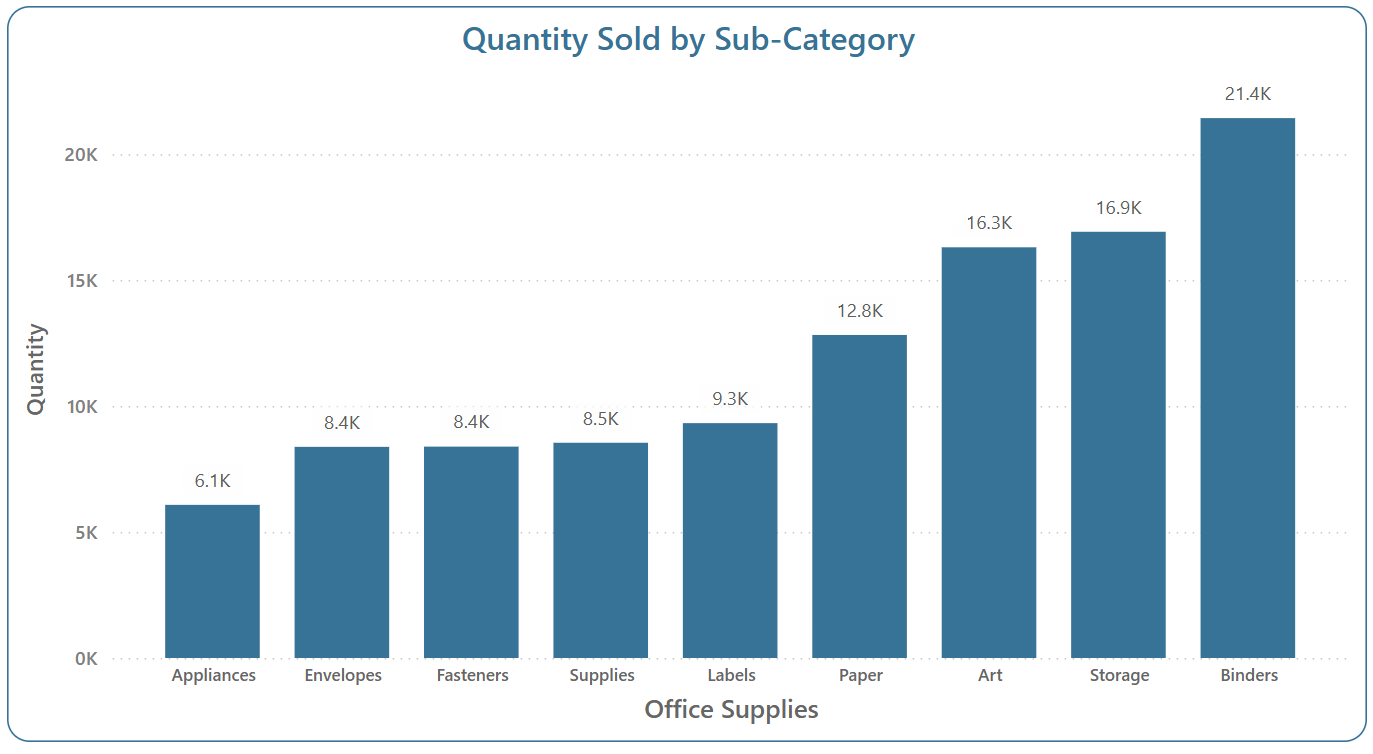 Quantity Sold by Sub-Category
21.4K
20K
16.9K
16.3K
15K
12.8K
Quantity
10K
9.3K
8.5K
8.4K
8.4K
6.1K
5K
0K
Appliances Envelopes Fasteners Supplies Labels Paper Art Storage Binders
Office Supplies